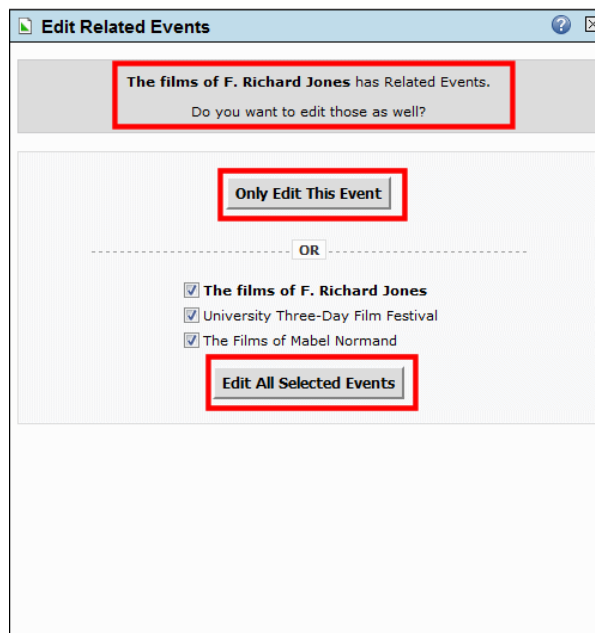 Edit Related Events
The films of F. Richard Jones has Related Events.
Do you want to edit those as well?
Only Edit This Event
OR
The films of F. Richard Jones
University Three-Day Film Festival
The Films of Mabel Normand
Edit All Selected Events